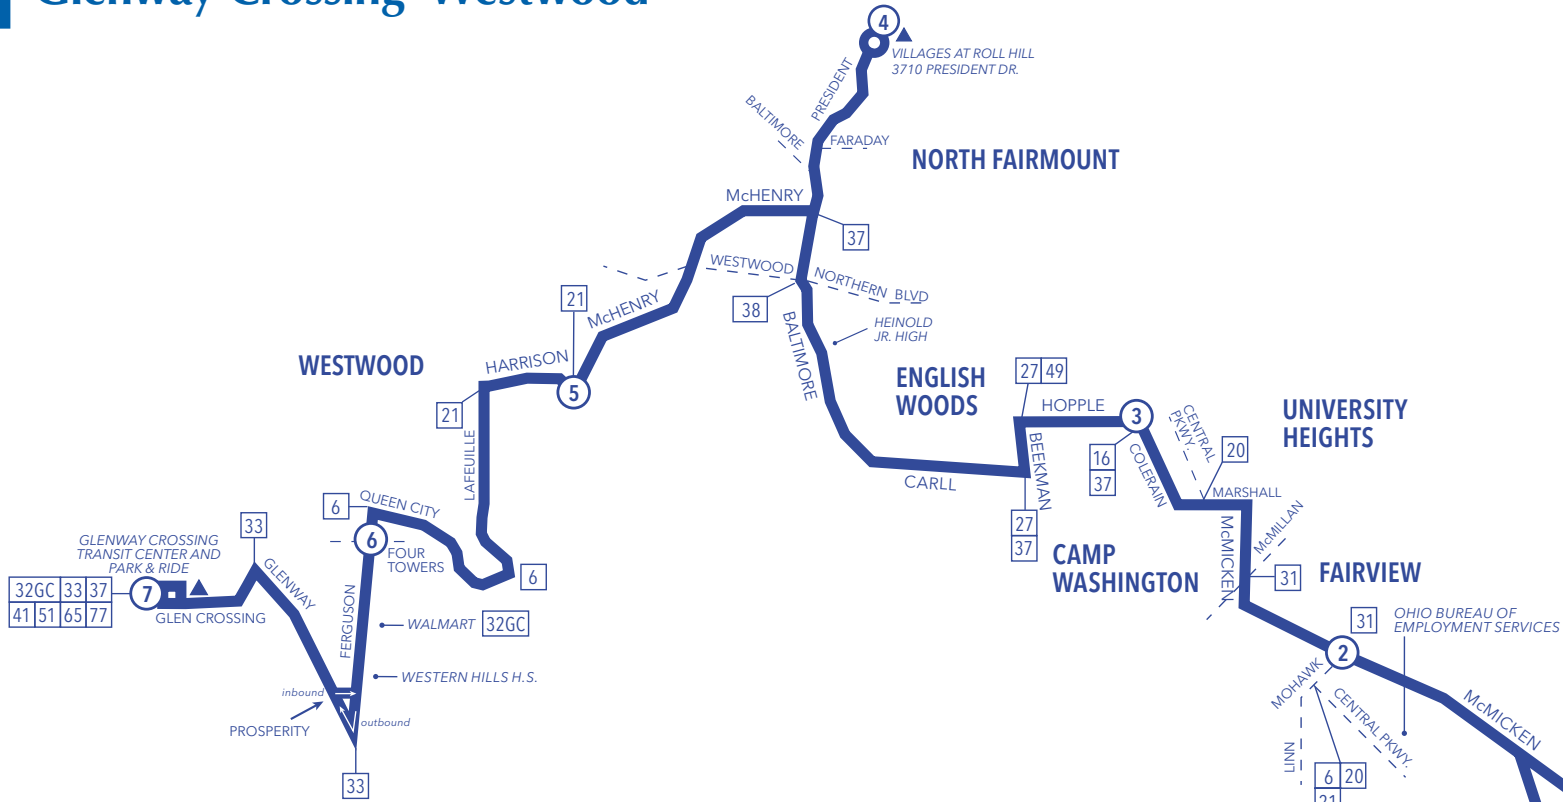 Glenway Crossing–Westwood
4
VILLAGES AT ROLL HILL
3710 PRESIDENT DR.
PRESIDENT
BALTIMORE
FARADAY
NORTH FAIRMOUNT
McHENRY
37
WESTWOOD
NORTHERN BLVD
38
21
McHENRY
BALTIMORE
HEINOLD
JR. HIGH
WESTWOOD
HARRISON
5
21
ENGLISH
WOODS
27 49
HOPPLE
3
CENTRAL
PKWY.
UNIVERSITY
HEIGHTS
LAFEUILLE
BEEKMAN
16
37
COLERAIN
20
CARLL
MARSHALL
6
QUEEN CITY
33
27
37
McMICKEN
McMILLAN
GLENWAY CROSSING
TRANSIT CENTER AND
PARK & RIDE
6
FOUR
TOWERS
6
CAMP
WASHINGTON
31
FAIRVIEW
32GC 33 37
41 51 65 77
7
GLENWAY
GLEN CROSSING
FERGUSON
WALMART
32GC
31
OHIO BUREAU OF
EMPLOYMENT SERVICES
2
WESTERN HILLS H.S.
MOHAWK
inbound
PROSPERITY
outbound
CENTRAL PKWY.
McMICKEN
LINN
33
6 20
21